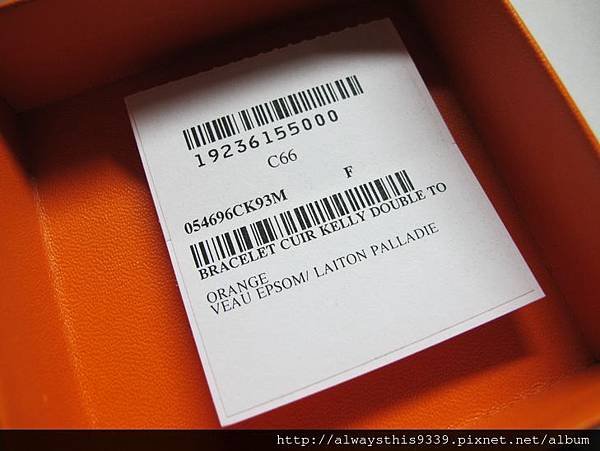 19236155000
C66
054696CK93M F
BRACELET CUIR KELLY DOUBLE TO
ORANGE
VEAU EPSOM/ LAITON PALLADIE
http://alwaysthis9339.pixnet.net/album